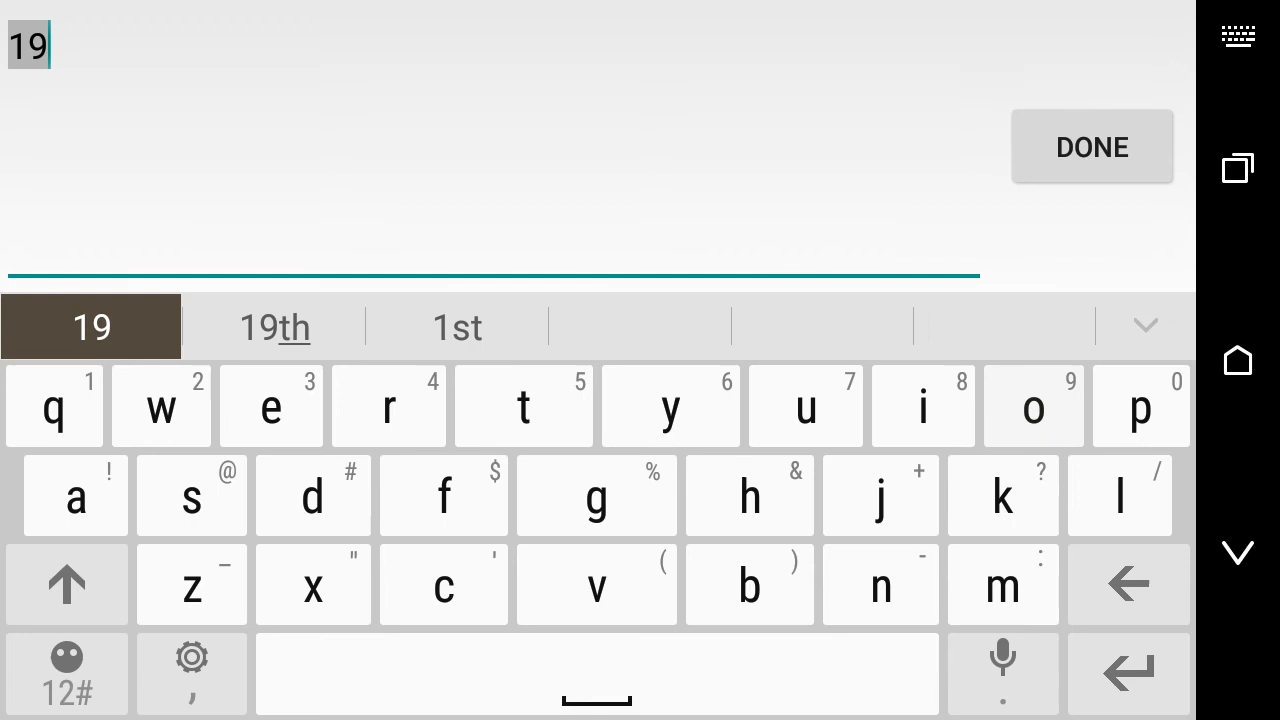 19
DONE
19 19th 1st
q 1 w 2 e 3 r 4 t 5 y 6 u 7 i 8 o 9 p 0
a ! s @ d # f $ g % h & j + k ? l /
z _ x " c ' v ( b ) n - m :
12# , .